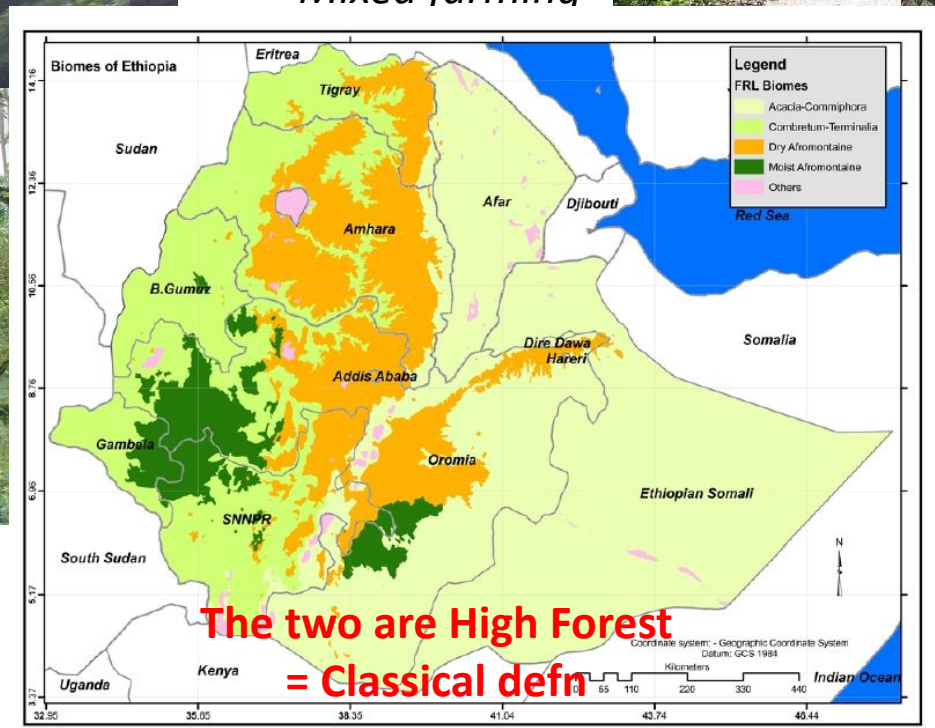 Mixed farming
Biomes of Ethiopia
Eritrea
Legend
FRL Biomes
Acacia-Commiphora
Combretum-Terminalia
Dry Afromontaine
Moist Afromontaine
Others
Tigray
Sudan
Afar
Djibouti
Red Sea
Amhara
B.Gumuz
Dire Dawa
Hareri
Somalia
Addis Ababa
Gambela
Oromia
Ethiopian Somali
SNNPR
South Sudan
N
The two are High Forest
= Classical defn
Coordinate system: - Geographic Coordinate System
Datum: GCS 1984
Kilometers
0 55 110 220 330 440
Kenya
Uganda
Indian Ocean
14.16
12.36
10.56
8.76
6.96
5.17
3.37
32.95 35.65 38.35 41.04 43.74 46.44